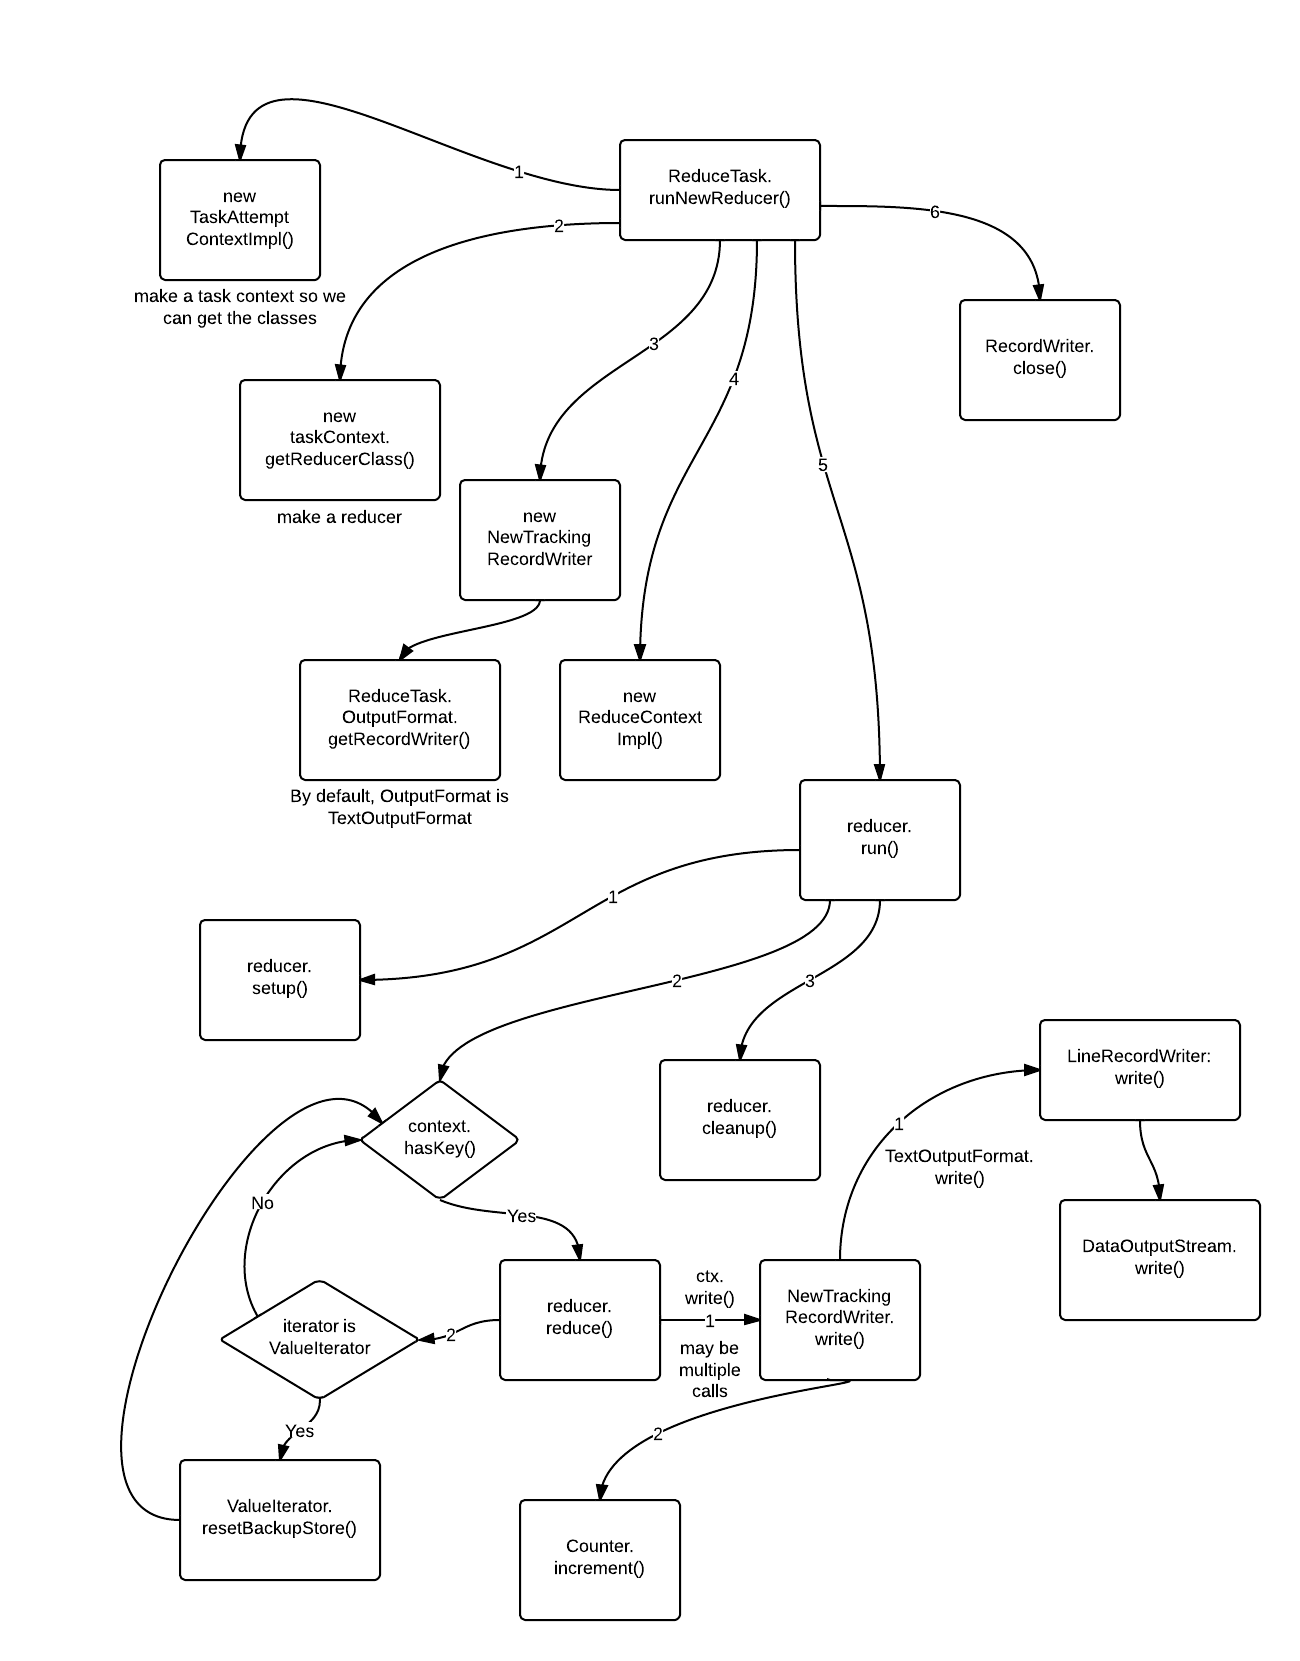 ReduceTask.
runNewReducer()
1
2
3
4
5
6
new
TaskAttempt
ContextImpl()
make a task context so we
can get the classes
RecordWriter.
close()
new
taskContext.
getReducerClass()
make a reducer
new
NewTracking
RecordWriter
ReduceTask.
OutputFormat.
getRecordWriter()
By default, OutputFormat is
TextOutputFormat
new
ReduceContext
Impl()
reducer.
run()
1
2
3
reducer.
setup()
reducer.
cleanup()
context.
hasKey()
No
Yes
LineRecordWriter:
write()
1
TextOutputFormat.
write()
DataOutputStream.
write()
iterator is
ValueIterator
2
reducer.
reduce()
ctx.
write()
1
may be
multiple
calls
NewTracking
RecordWriter.
write()
Yes
2
ValueIterator.
resetBackupStore()
Counter.
increment()